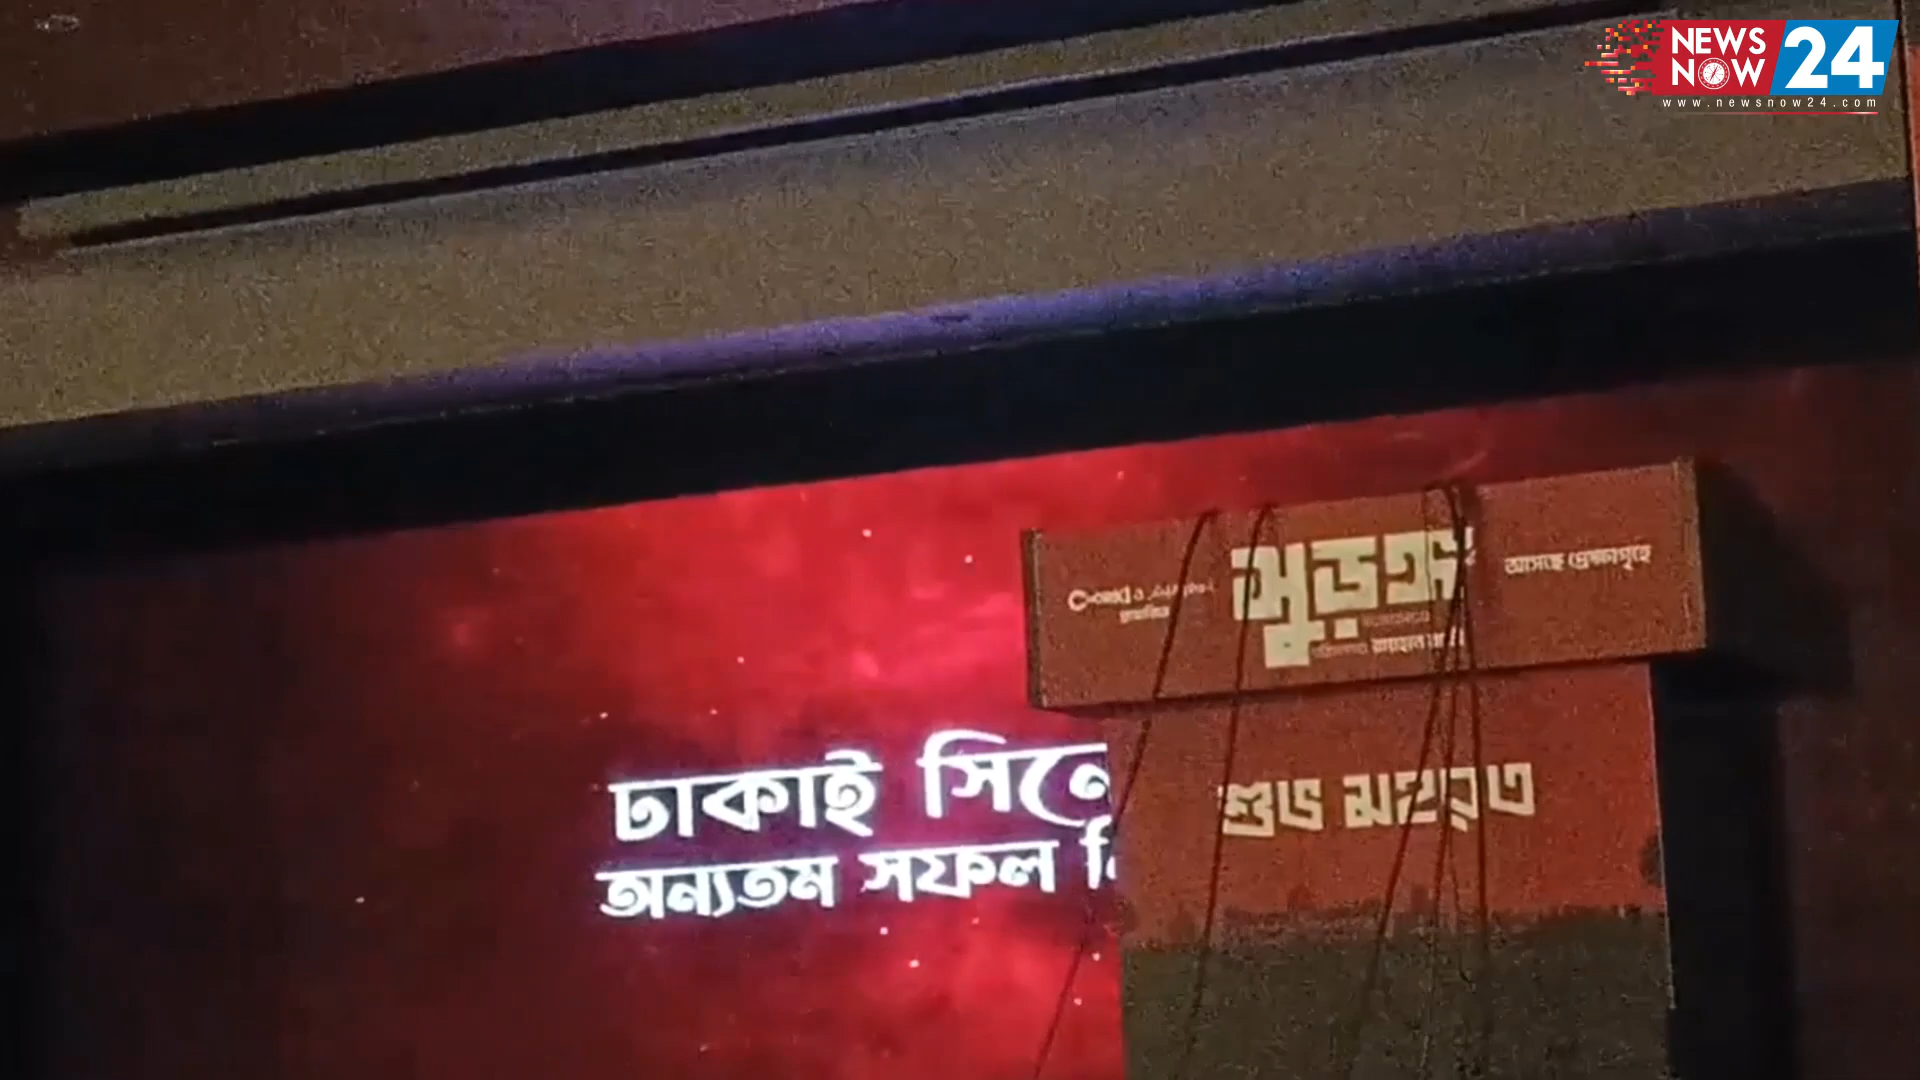 NEWS
NOW 24
www.newsnow24.com
সুড়ঙ্গ
আসছে প্রেক্ষাগৃহে
শুভ মহরত
ঢাকাই সিনে
অন্যতম সফল